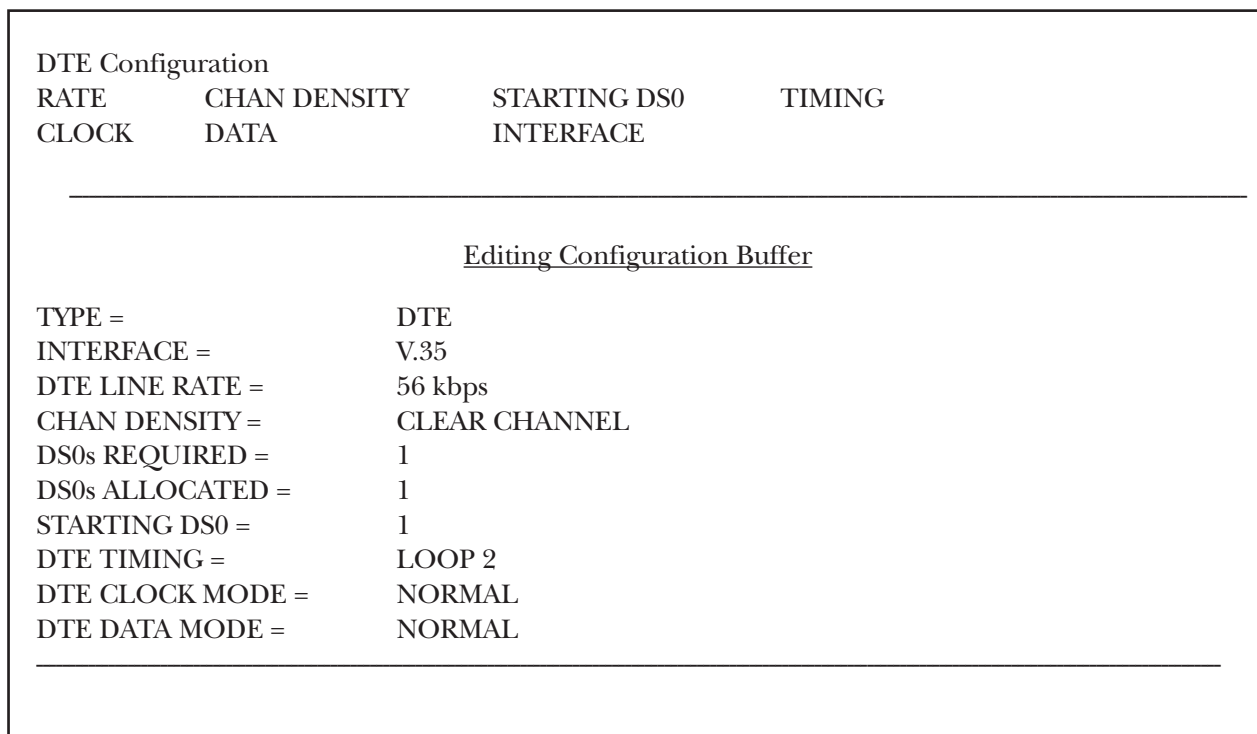 DTE Configuration
RATE CHAN DENSITY STARTING DS0 TIMING
CLOCK DATA INTERFACE
Editing Configuration Buffer
TYPE = DTE
INTERFACE = V.35
DTE LINE RATE = 56 kbps
CHAN DENSITY = CLEAR CHANNEL
DS0s REQUIRED = 1
DS0s ALLOCATED = 1
STARTING DS0 = 1
DTE TIMING = LOOP 2
DTE CLOCK MODE = NORMAL
DTE DATA MODE = NORMAL